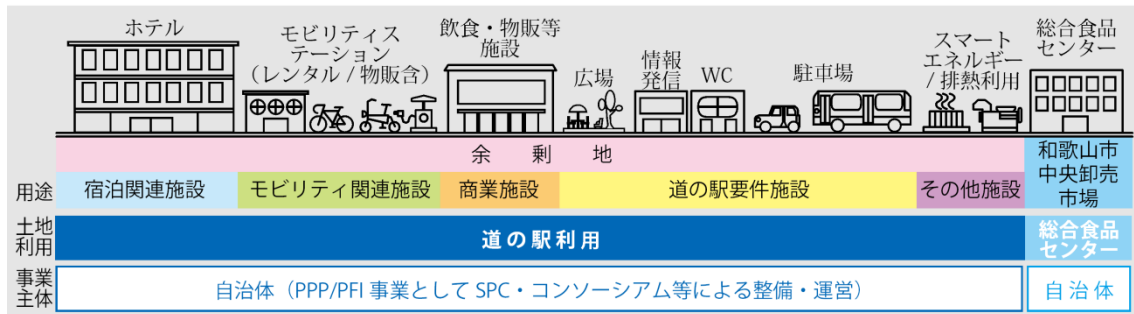 ホテル
モビリティス
テーション
（レンタル / 物販含）
飲食・物販等
施設
広場
情報
発信
WC
駐車場
スマート
エネルギー
/ 排熱利用
総合食品
センター
余剰地
和歌山市
中央卸売
市場
用途
宿泊関連施設
モビリティ関連施設
商業施設
道の駅要件施設
その他施設
土地
利用
道の駅利用
総合食品
センター
事業
主体
自治体（PPP/PFI 事業として SPC・コンソーシアム等による整備・運営）
自治体